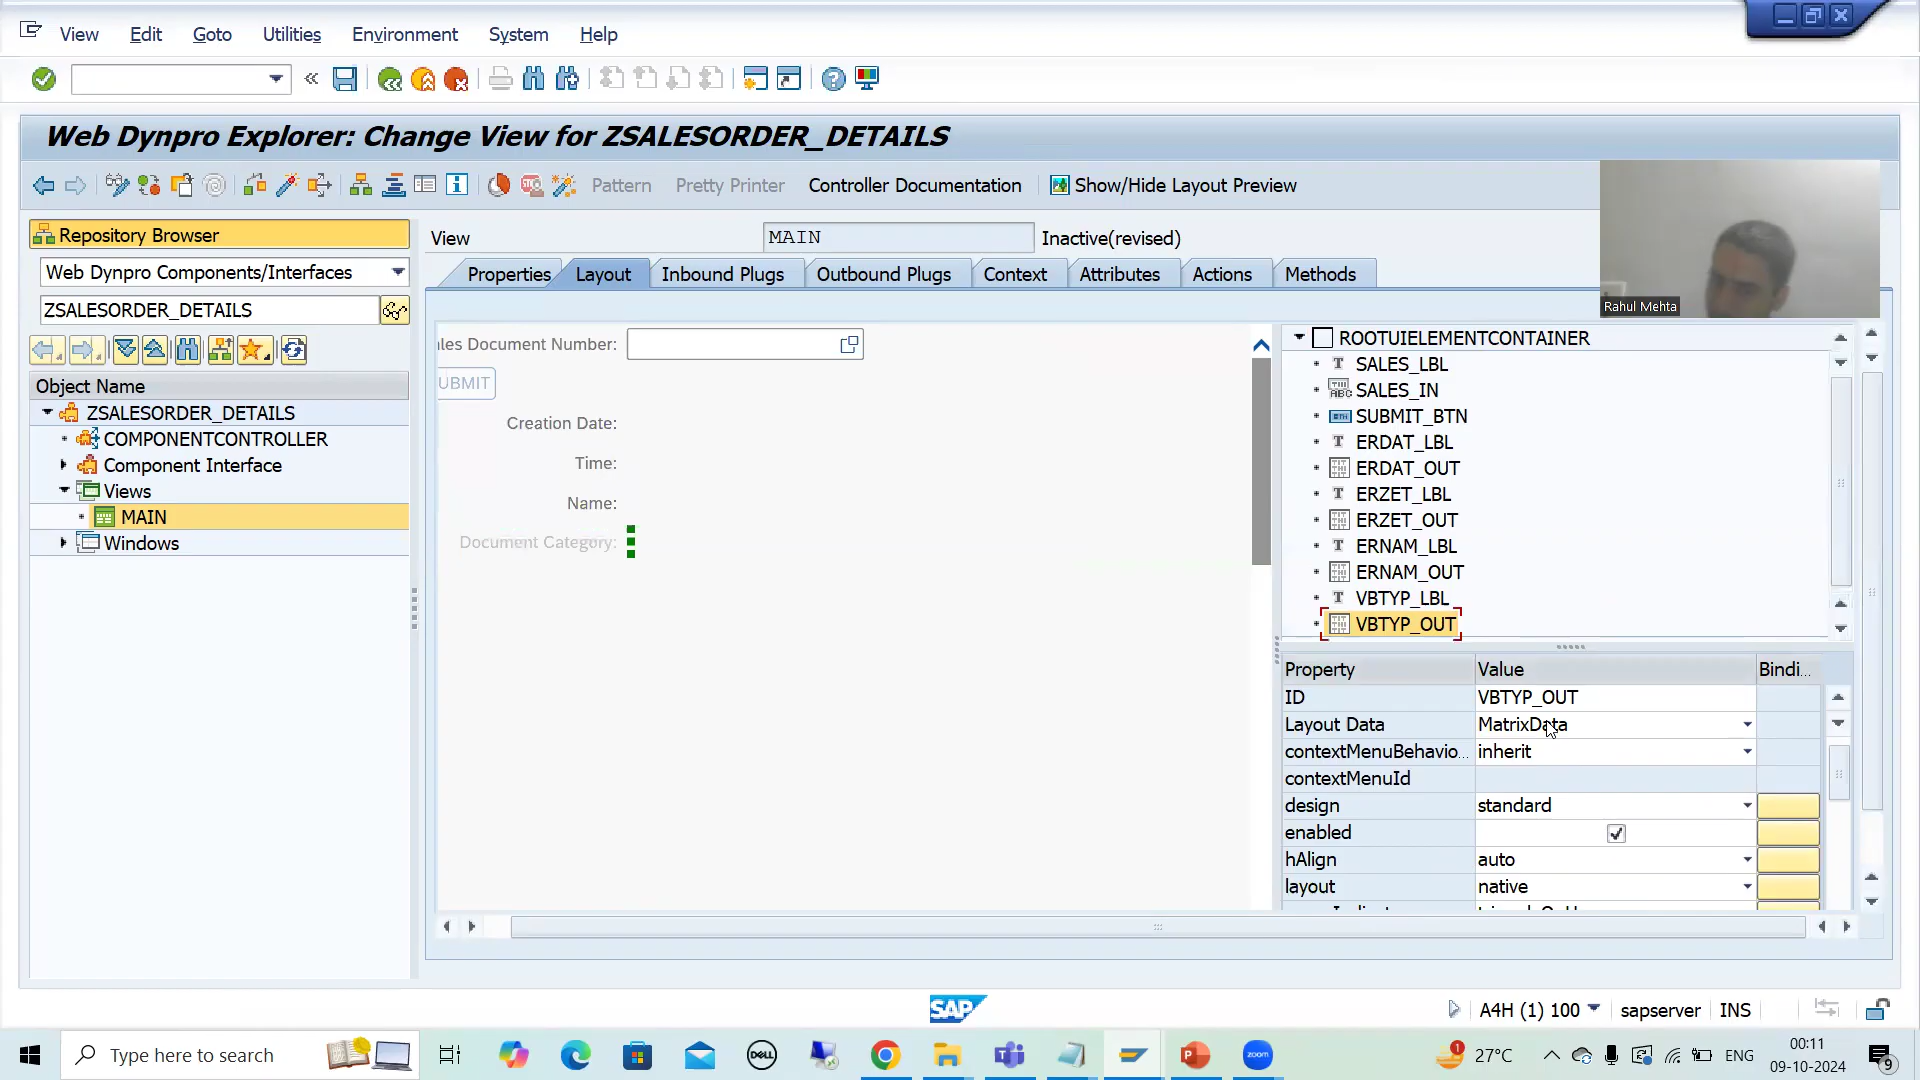 View Edit Goto Utilities Environment System Help
Web Dynpro Explorer: Change View for ZSALESORDER_DETAILS
Pattern Pretty Printer Controller Documentation Show/Hide Layout Preview
Repository Browser
Web Dynpro Components/Interfaces
ZSALESORDER_DETAILS
Object Name
ZSALESORDER_DETAILS
COMPONENTCONTROLLER
Component Interface
Views
MAIN
Windows
View MAIN Inactive(revised)
Properties Layout Inbound Plugs Outbound Plugs Context Attributes Actions Methods
ales Document Number:
UBMIT
Creation Date:
Time:
Name:
Document Category:
Rahul Mehta
ROOTUIELEMENTCONTAINER
SALES_LBL
SALES_IN
SUBMIT_BTN
ERDAT_LBL
ERDAT_OUT
ERZET_LBL
ERZET_OUT
ERNAM_LBL
ERNAM_OUT
VBTYP_LBL
VBTYP_OUT
Property Value Bindi...
ID VBTYP_OUT
Layout Data MatrixData
contextMenuBehavio... inherit
contextMenuId
design standard
enabled
hAlign auto
layout native
SAP
A4H (1) 100 sapserver INS
Type here to search
DELL
zoom
1
27°C
ENG
00:11
09-10-2024
9